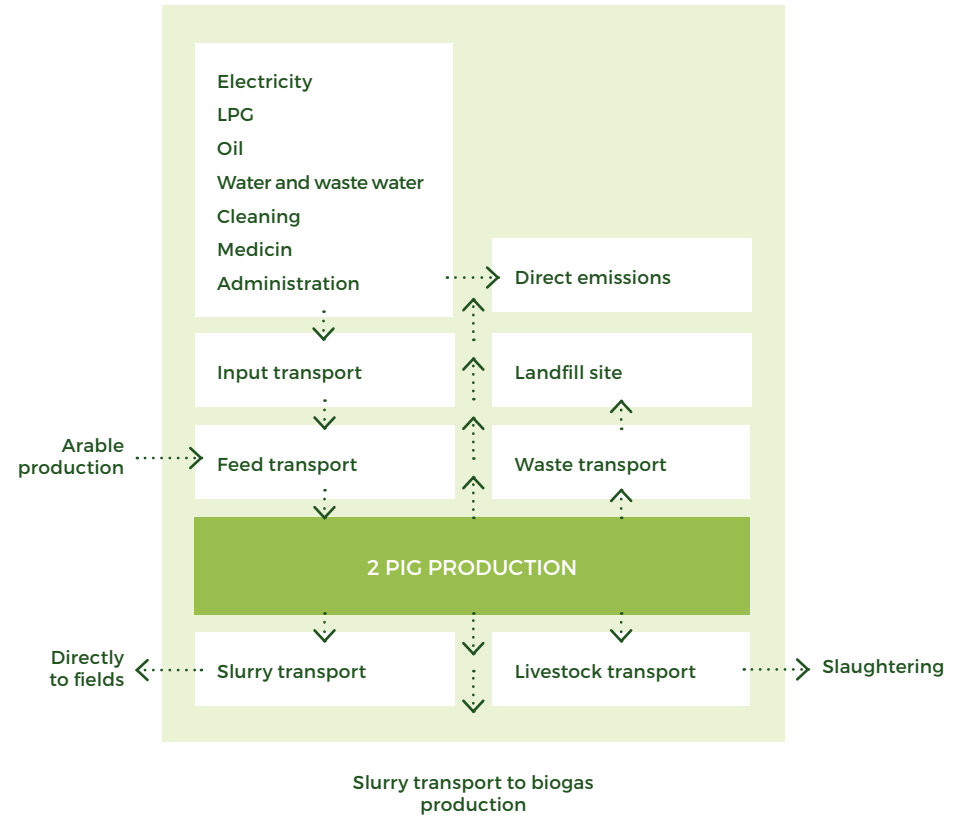 Electricity
LPG
Oil
Water and waste water
Cleaning
Medicin
Administration
Direct emissions
Input transport
Landfill site
Arable
production
Feed transport
Waste transport
2 PIG PRODUCTION
Directly
to fields
Slurry transport
Livestock transport
Slaughtering
Slurry transport to biogas
production